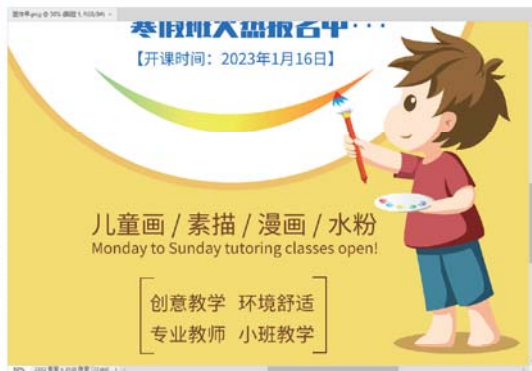 寒假班火热报名中···
【开课时间：2023年1月16日】
儿童画 / 素描 / 漫画 / 水粉
Monday to Sunday tutoring classes open!
创意教学 环境舒适
专业教师 小班教学